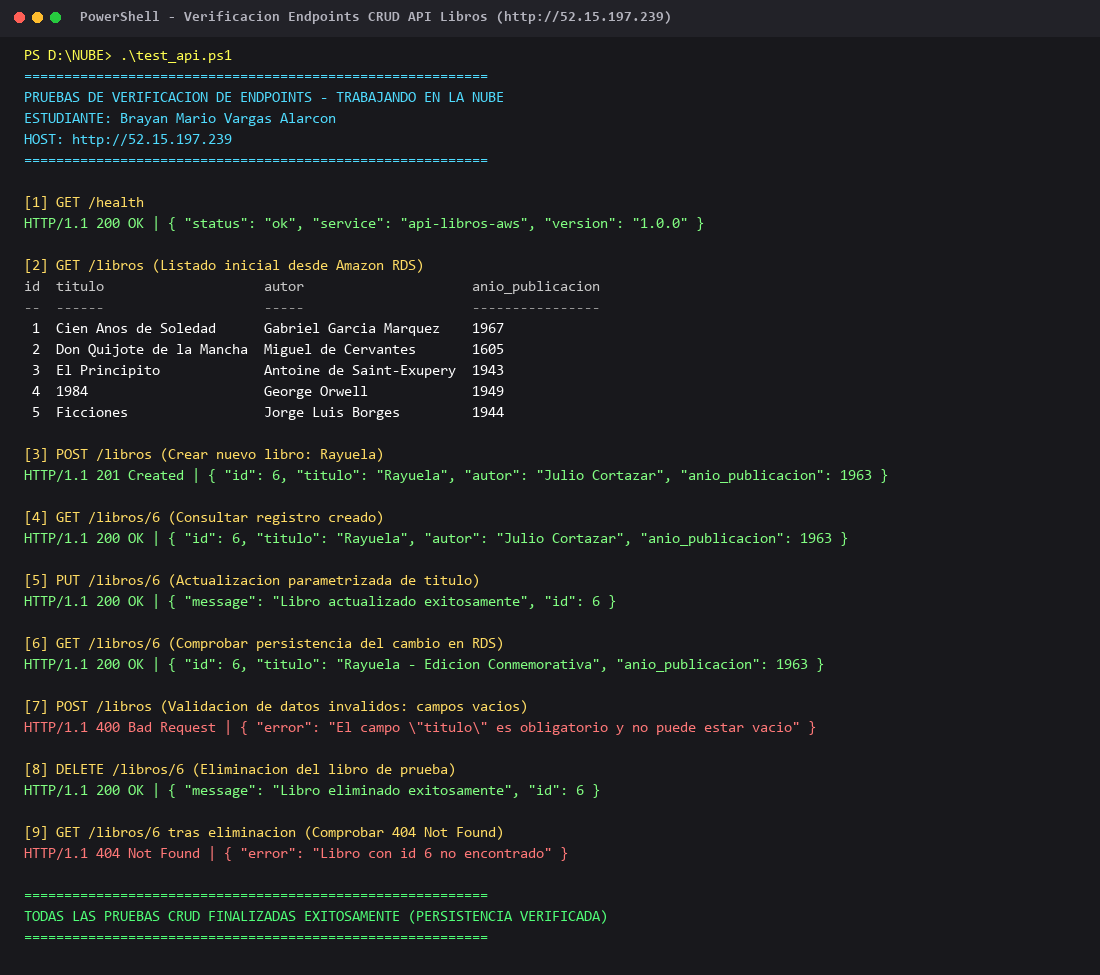 PowerShell - Verificacion Endpoints CRUD API Libros (http://52.15.197.239)
PS D:\NUBE> .\test_api.ps1
==========================================================
PRUEBAS DE VERIFICACION DE ENDPOINTS - TRABAJANDO EN LA NUBE
ESTUDIANTE: Brayan Mario Vargas Alarcon
HOST: http://52.15.197.239
==========================================================
[1] GET /health
HTTP/1.1 200 OK | { "status": "ok", "service": "api-libros-aws", "version": "1.0.0" }
[2] GET /libros (Listado inicial desde Amazon RDS)
id  titulo                    autor                     anio_publicacion
--  ------                    -----                     ----------------
 1  Cien Anos de Soledad      Gabriel Garcia Marquez    1967
 2  Don Quijote de la Mancha  Miguel de Cervantes       1605
 3  El Principito             Antoine de Saint-Exupery  1943
 4  1984                      George Orwell             1949
 5  Ficciones                 Jorge Luis Borges         1944
[3] POST /libros (Crear nuevo libro: Rayuela)
HTTP/1.1 201 Created | { "id": 6, "titulo": "Rayuela", "autor": "Julio Cortazar", "anio_publicacion": 1963 }
[4] GET /libros/6 (Consultar registro creado)
HTTP/1.1 200 OK | { "id": 6, "titulo": "Rayuela", "autor": "Julio Cortazar", "anio_publicacion": 1963 }
[5] PUT /libros/6 (Actualizacion parametrizada de titulo)
HTTP/1.1 200 OK | { "message": "Libro actualizado exitosamente", "id": 6 }
[6] GET /libros/6 (Comprobar persistencia del cambio en RDS)
HTTP/1.1 200 OK | { "id": 6, "titulo": "Rayuela - Edicion Conmemorativa", "anio_publicacion": 1963 }
[7] POST /libros (Validacion de datos invalidos: campos vacios)
HTTP/1.1 400 Bad Request | { "error": "El campo \"titulo\" es obligatorio y no puede estar vacio" }
[8] DELETE /libros/6 (Eliminacion del libro de prueba)
HTTP/1.1 200 OK | { "message": "Libro eliminado exitosamente", "id": 6 }
[9] GET /libros/6 tras eliminacion (Comprobar 404 Not Found)
HTTP/1.1 404 Not Found | { "error": "Libro con id 6 no encontrado" }
==========================================================
TODAS LAS PRUEBAS CRUD FINALIZADAS EXITOSAMENTE (PERSISTENCIA VERIFICADA)
==========================================================